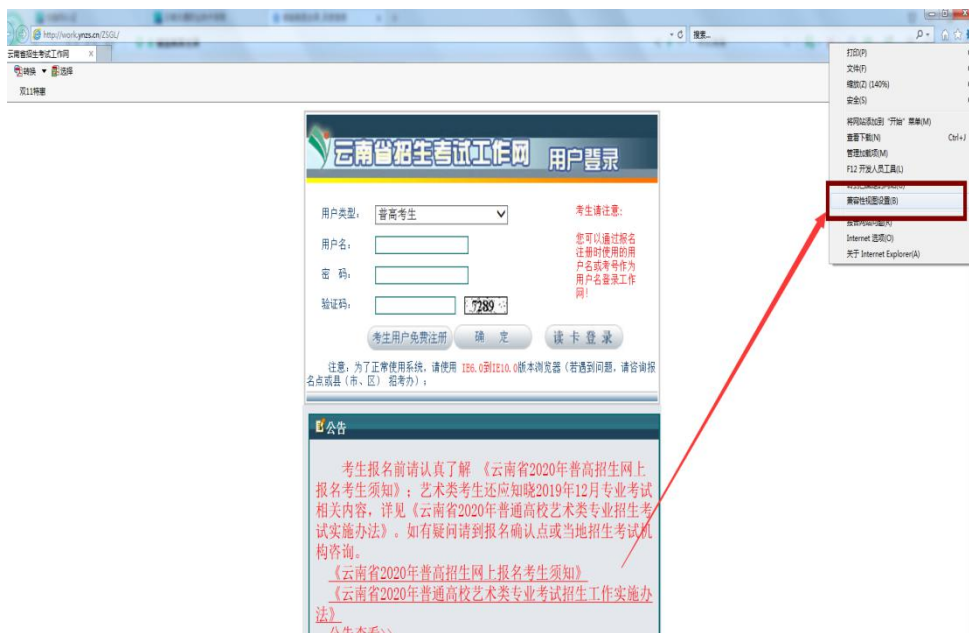 http://work.ynzs.cn/ZSGL/
搜索...
云南省招生考试工作网 ×
转换 ▼ 选择
双11特惠
打印(P)
文件(F)
缩放(Z) (140%)
安全(S)
将网站添加到“开始”菜单(M)
查看下载(N) Ctrl+J
管理加载项(M)
F12 开发人员工具(L)
兼容性视图设置(B)
Internet 选项(O)
关于 Internet Explorer(A)
云南省招生考试工作网 用户登录
用户类型: 普高考生
用户名:
密 码:
验证码: 7289
考生请注意:
您可以通过报名
注册时使用的用
户名或考号作为
用户名登录工作
网!
考生用户免费注册 确 定 读卡登录
注意:为了正常使用系统,请使用 IE6.0到IE10.0版本浏览器(若遇到问题,请咨询报
名点或县(市、区)招考办);
公告
考生报名前请认真了解 《云南省2020年普高招生网上
报名考生须知》;艺术类考生还应知晓2019年12月专业考试
相关内容,详见《云南省2020年普通高校艺术类专业招生考
试实施办法》。如有疑问请到报名确认点或当地招生考试机
构咨询。
《云南省2020年普高招生网上报名考生须知》
《云南省2020年普通高校艺术类专业考试招生工作实施办
法》
公告查看>>